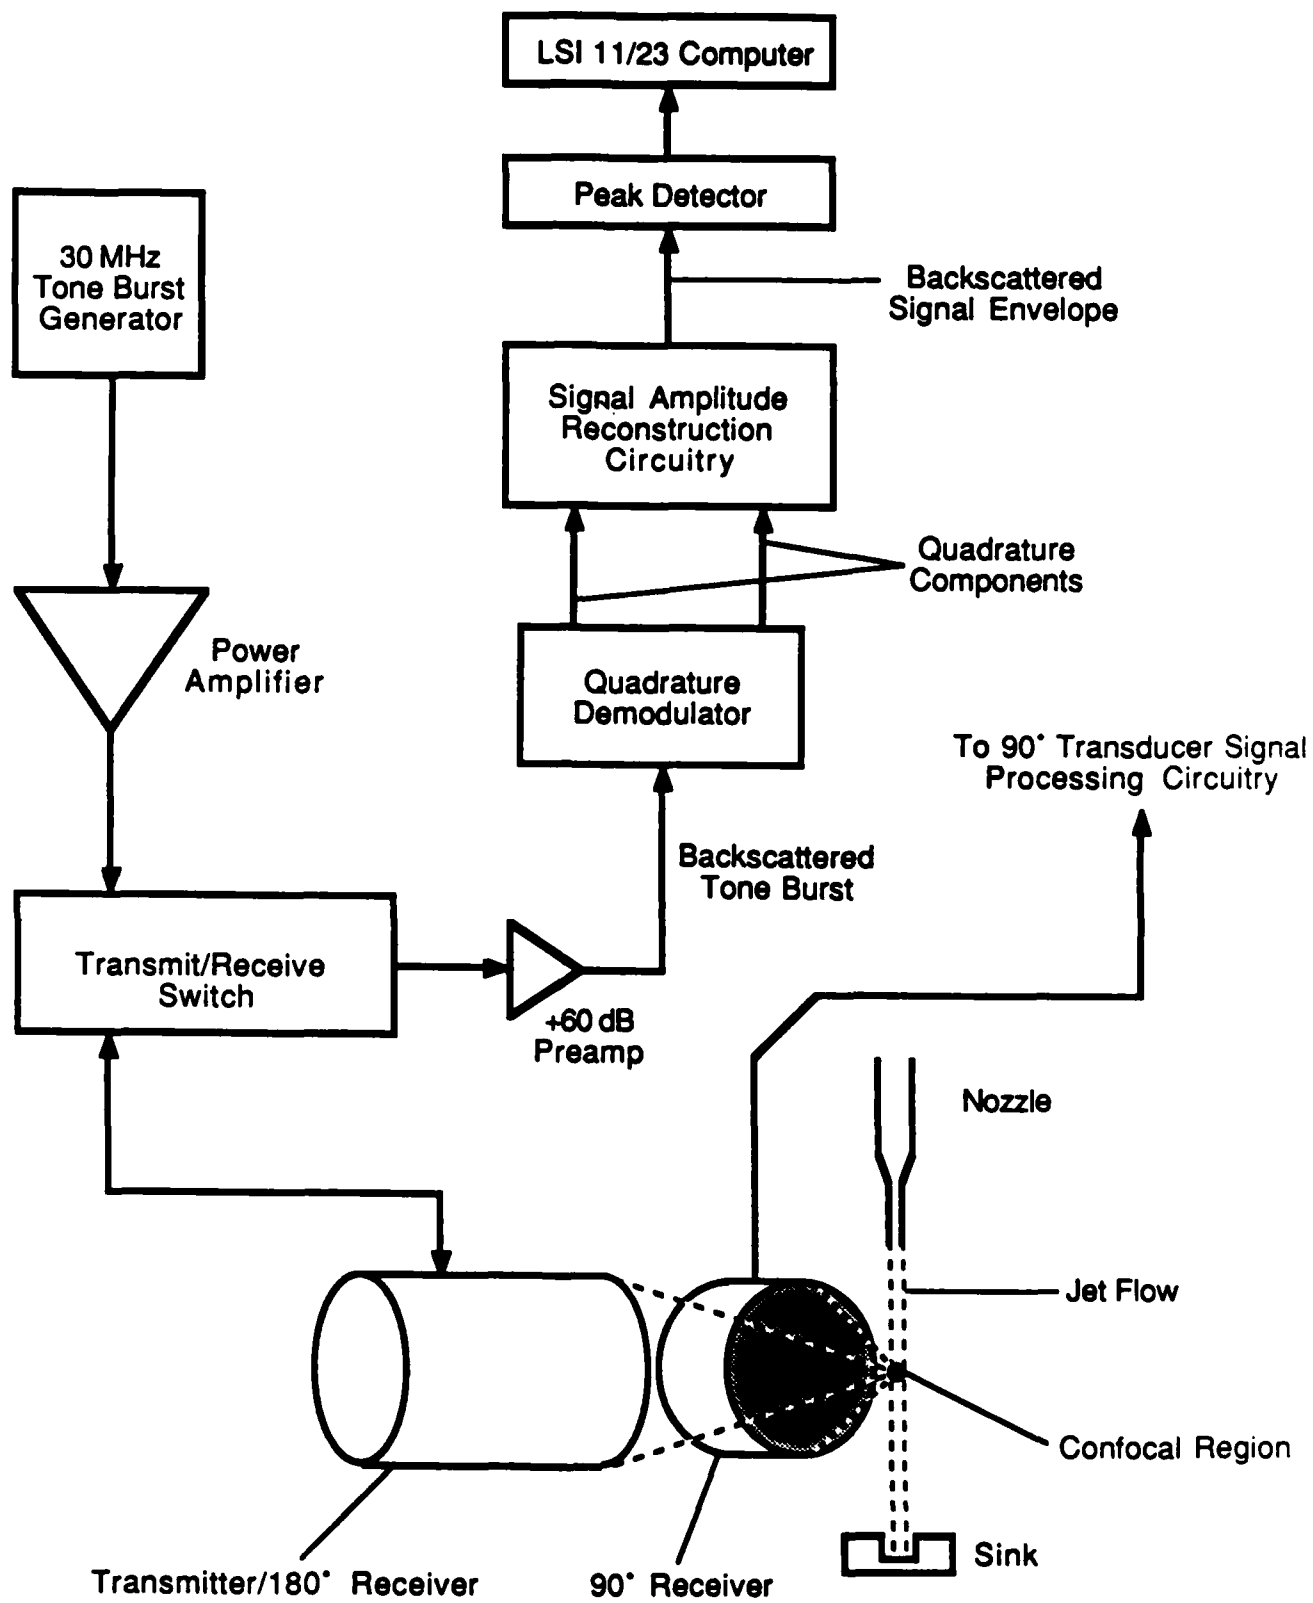 LSI 11/23 Computer
Peak Detector
30 MHz
Tone Burst
Generator
Backscattered
Signal Envelope
Signal Amplitude
Reconstruction
Circuitry
Quadrature
Components
Power
Amplifier
Quadrature
Demodulator
To 90° Transducer Signal
Processing Circuitry
Backscattered
Tone Burst
Transmit/Receive
Switch
+60 dB
Preamp
Nozzle
Jet Flow
Confocal Region
Sink
Transmitter/180° Receiver
90° Receiver